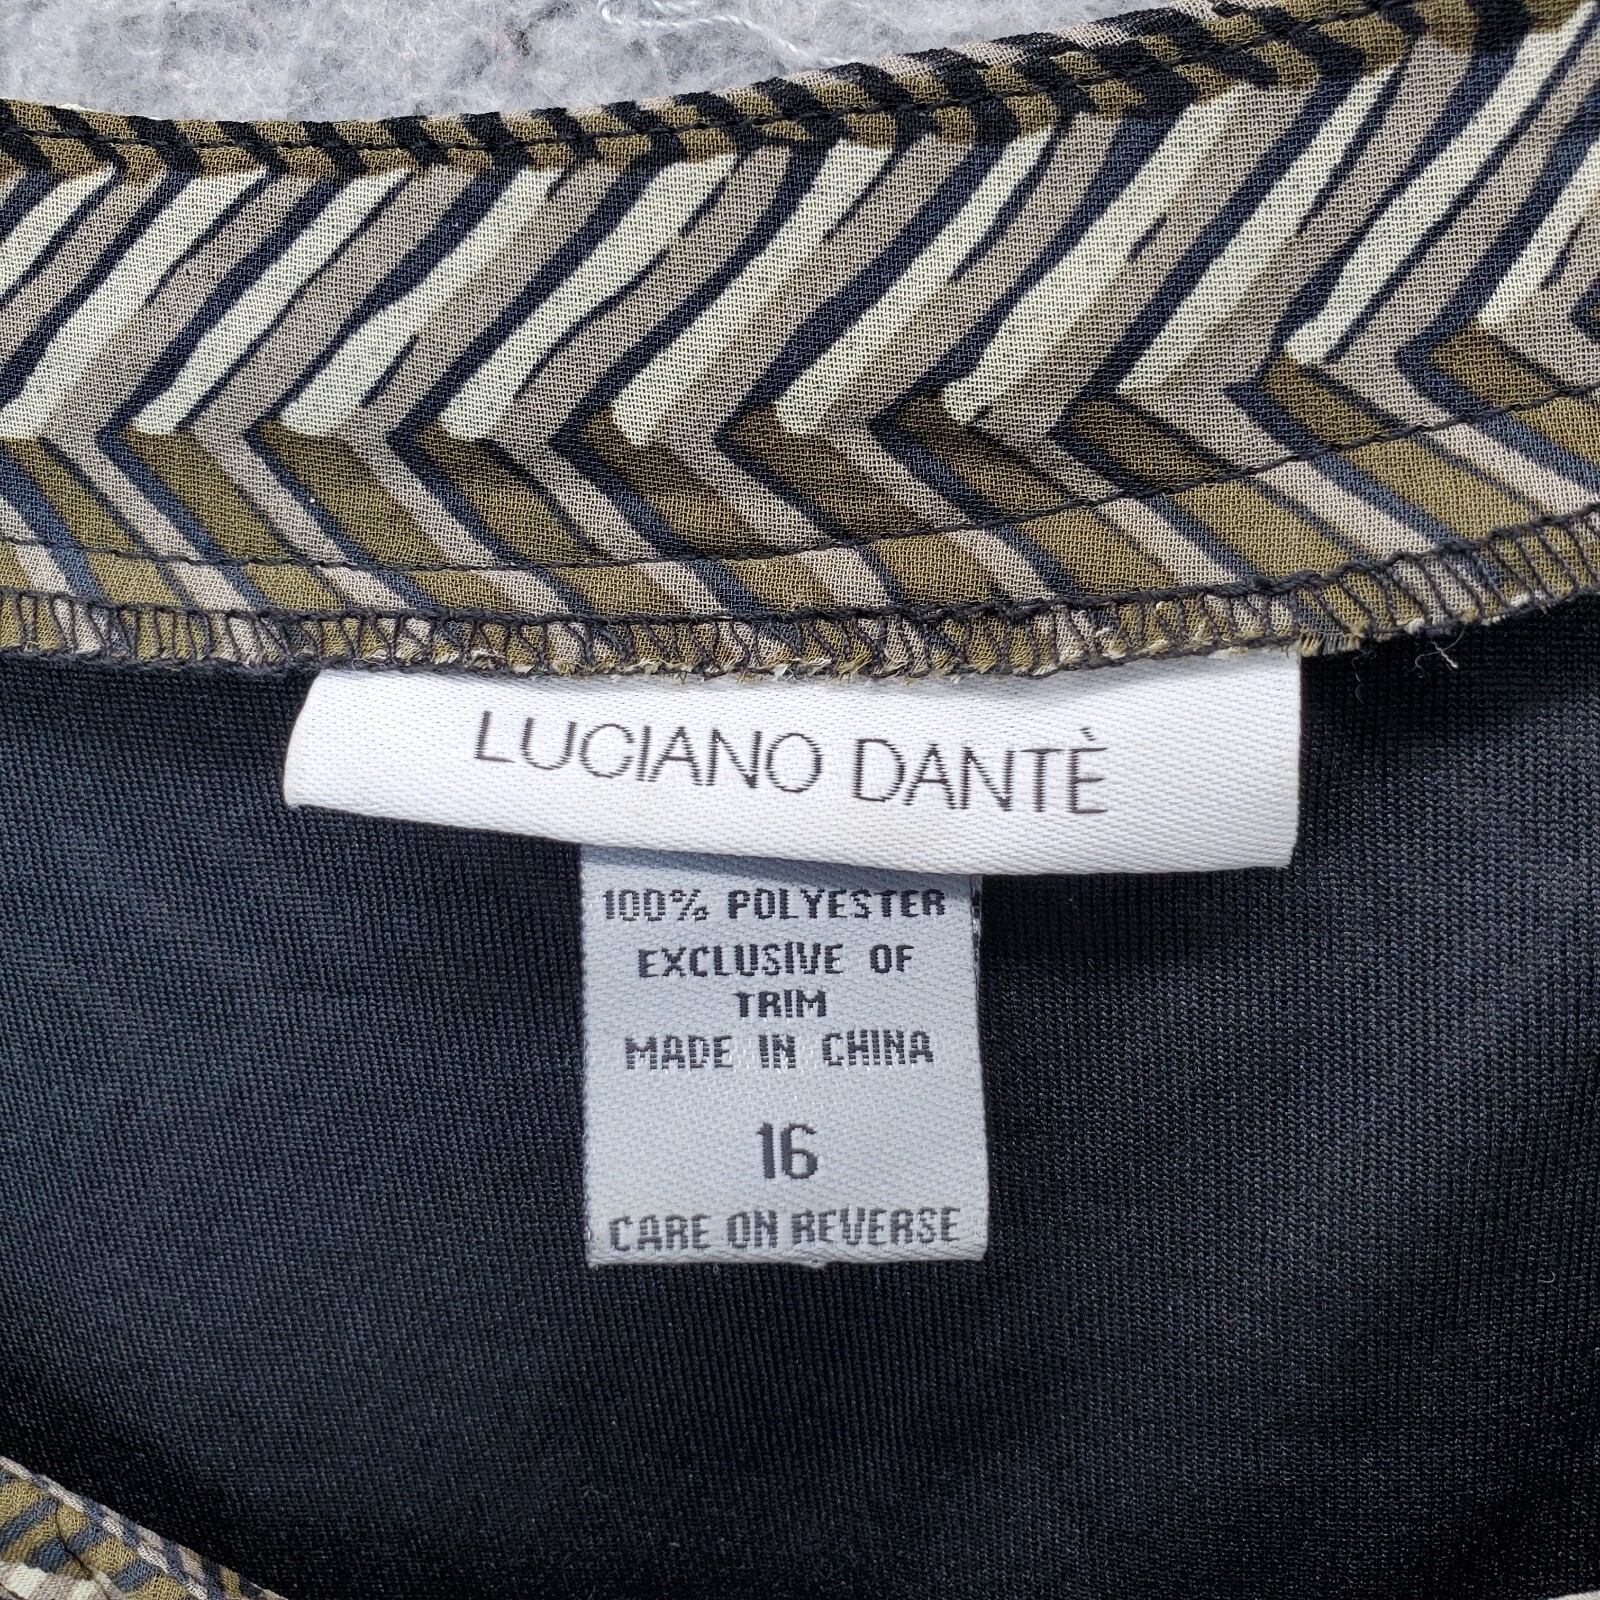 LUCIANO DANTÈ
100% POLYESTER
EXCLUSIVE OF
TRIM
MADE IN CHINA
16
CARE ON REVERSE